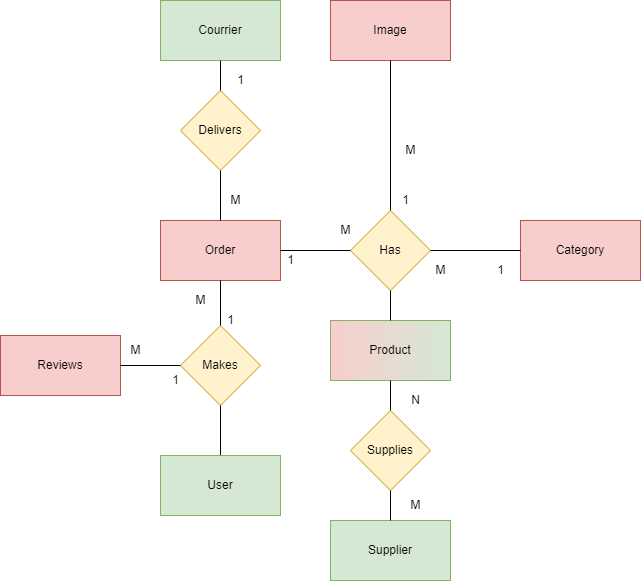 Courrier
Image
1
Delivers
M
M
1
M
Order
Has
Category
1
M
1
M
1
Product
M
Reviews
Makes
1
N
Supplies
User
M
Supplier